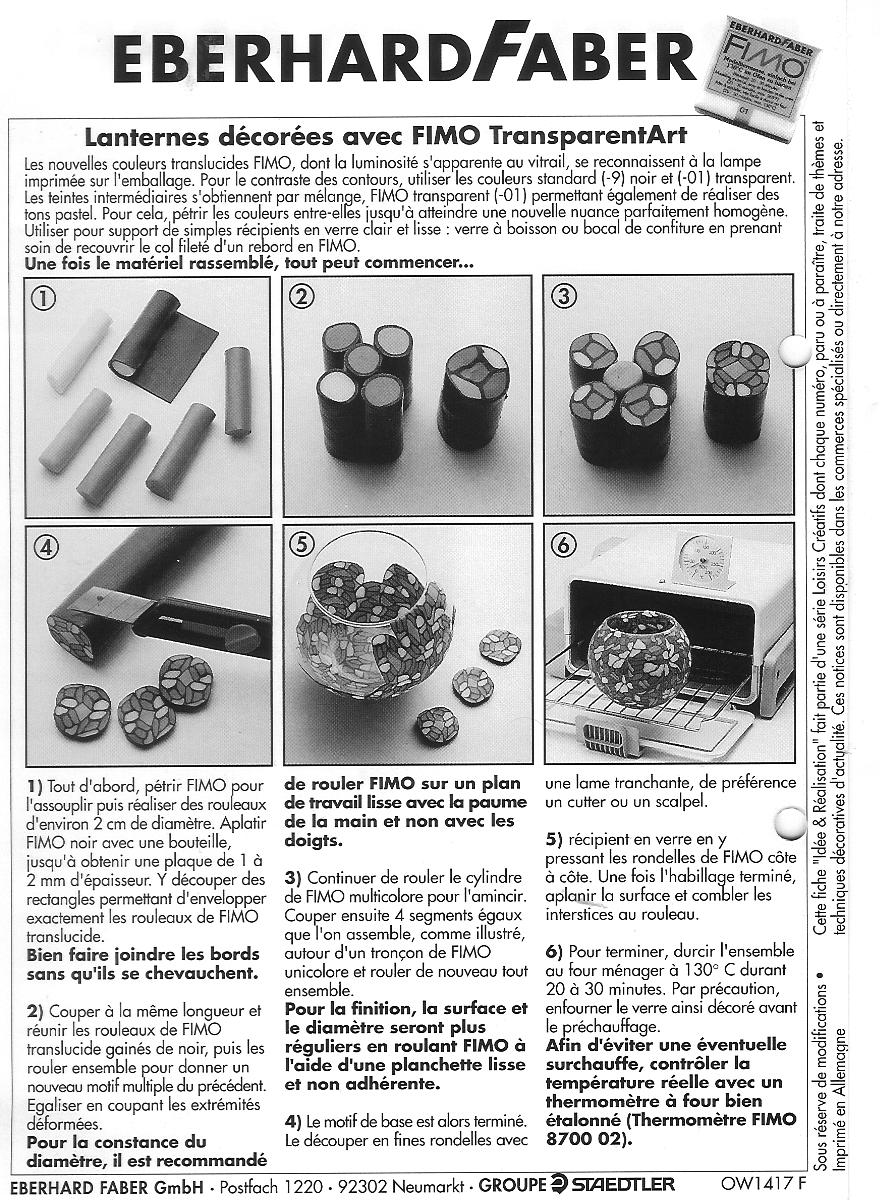 EBERHARD FABER
EBERHARD FABER
FIMO
Lanternes décorées avec FIMO TransparentArt
Les nouvelles couleurs translucides FIMO, dont la luminosité s'apparente au vitrail, se reconnaissent à la lampe
imprimée sur l'emballage. Pour le contraste des contours, utiliser les couleurs standard (-9) noir et (-01) transparent.
Les teintes intermédiaires s'obtiennent par mélange, FIMO transparent (-01) permettant également de réaliser des
tons pastel. Pour cela, pétrir les couleurs entre-elles jusqu'à atteindre une nouvelle nuance parfaitement homogène.
Utiliser pour support de simples récipients en verre clair et lisse : verre à boisson ou bocal de confiture en prenant
soin de recouvrir le col fileté d'un rebord en FIMO.
Une fois le matériel rassemblé, tout peut commencer...
1
2
3
4
5
6
1) Tout d'abord, pétrir FIMO pour
l'assouplir puis réaliser des rouleaux
d'environ 2 cm de diamètre. Aplatir
FIMO noir avec une bouteille,
jusqu'à obtenir une plaque de 1 à
2 mm d'épaisseur. Y découper des
rectangles permettant d'envelopper
exactement les rouleaux de FIMO
translucide.
Bien faire joindre les bords
sans qu'ils se chevauchent.
2) Couper à la même longueur et
réunir les rouleaux de FIMO
translucide gainés de noir, puis les
rouler ensemble pour donner un
nouveau motif multiple du précédent.
Egaliser en coupant les extrémités
déformées.
Pour la constance du
diamètre, il est recommandé
de rouler FIMO sur un plan
de travail lisse avec la paume
de la main et non avec les
doigts.
3) Continuer de rouler le cylindre
de FIMO multicolore pour l'amincir.
Couper ensuite 4 segments égaux
que l'on assemble, comme illustré,
autour d'un tronçon de FIMO
unicolore et rouler de nouveau tout
ensemble.
Pour la finition, la surface et
le diamètre seront plus
réguliers en roulant FIMO à
l'aide d'une planchette lisse
et non adhérente.
4) Le motif de base est alors terminé.
Le découper en fines rondelles avec
une lame tranchante, de préférence
un cutter ou un scalpel.
5) récipient en verre en y
pressant les rondelles de FIMO côte
à côte. Une fois l'habillage terminé,
aplanir la surface et combler les
interstices au rouleau.
6) Pour terminer, durcir l'ensemble
au four ménager à 130° C durant
20 à 30 minutes. Par précaution,
enfourner le verre ainsi décoré avant
le préchauffage.
Afin d'éviter une éventuelle
surchauffe, contrôler la
température réelle avec un
thermomètre à four bien
étalonné (Thermomètre FIMO
8700 02).
Sous réserve de modifications • Cette fiche "Idée & Réalisation" fait partie d'une série Loisirs Créatifs dont chaque numéro, paru ou à paraître, traite de thèmes et
Imprimé en Allemagne techniques décoratives d'actualité. Ces notices sont disponibles dans les commerces spécialisés ou directement à notre adresse.
EBERHARD FABER GmbH · Postfach 1220 · 92302 Neumarkt · GROUPE STAEDTLER OW1417 F